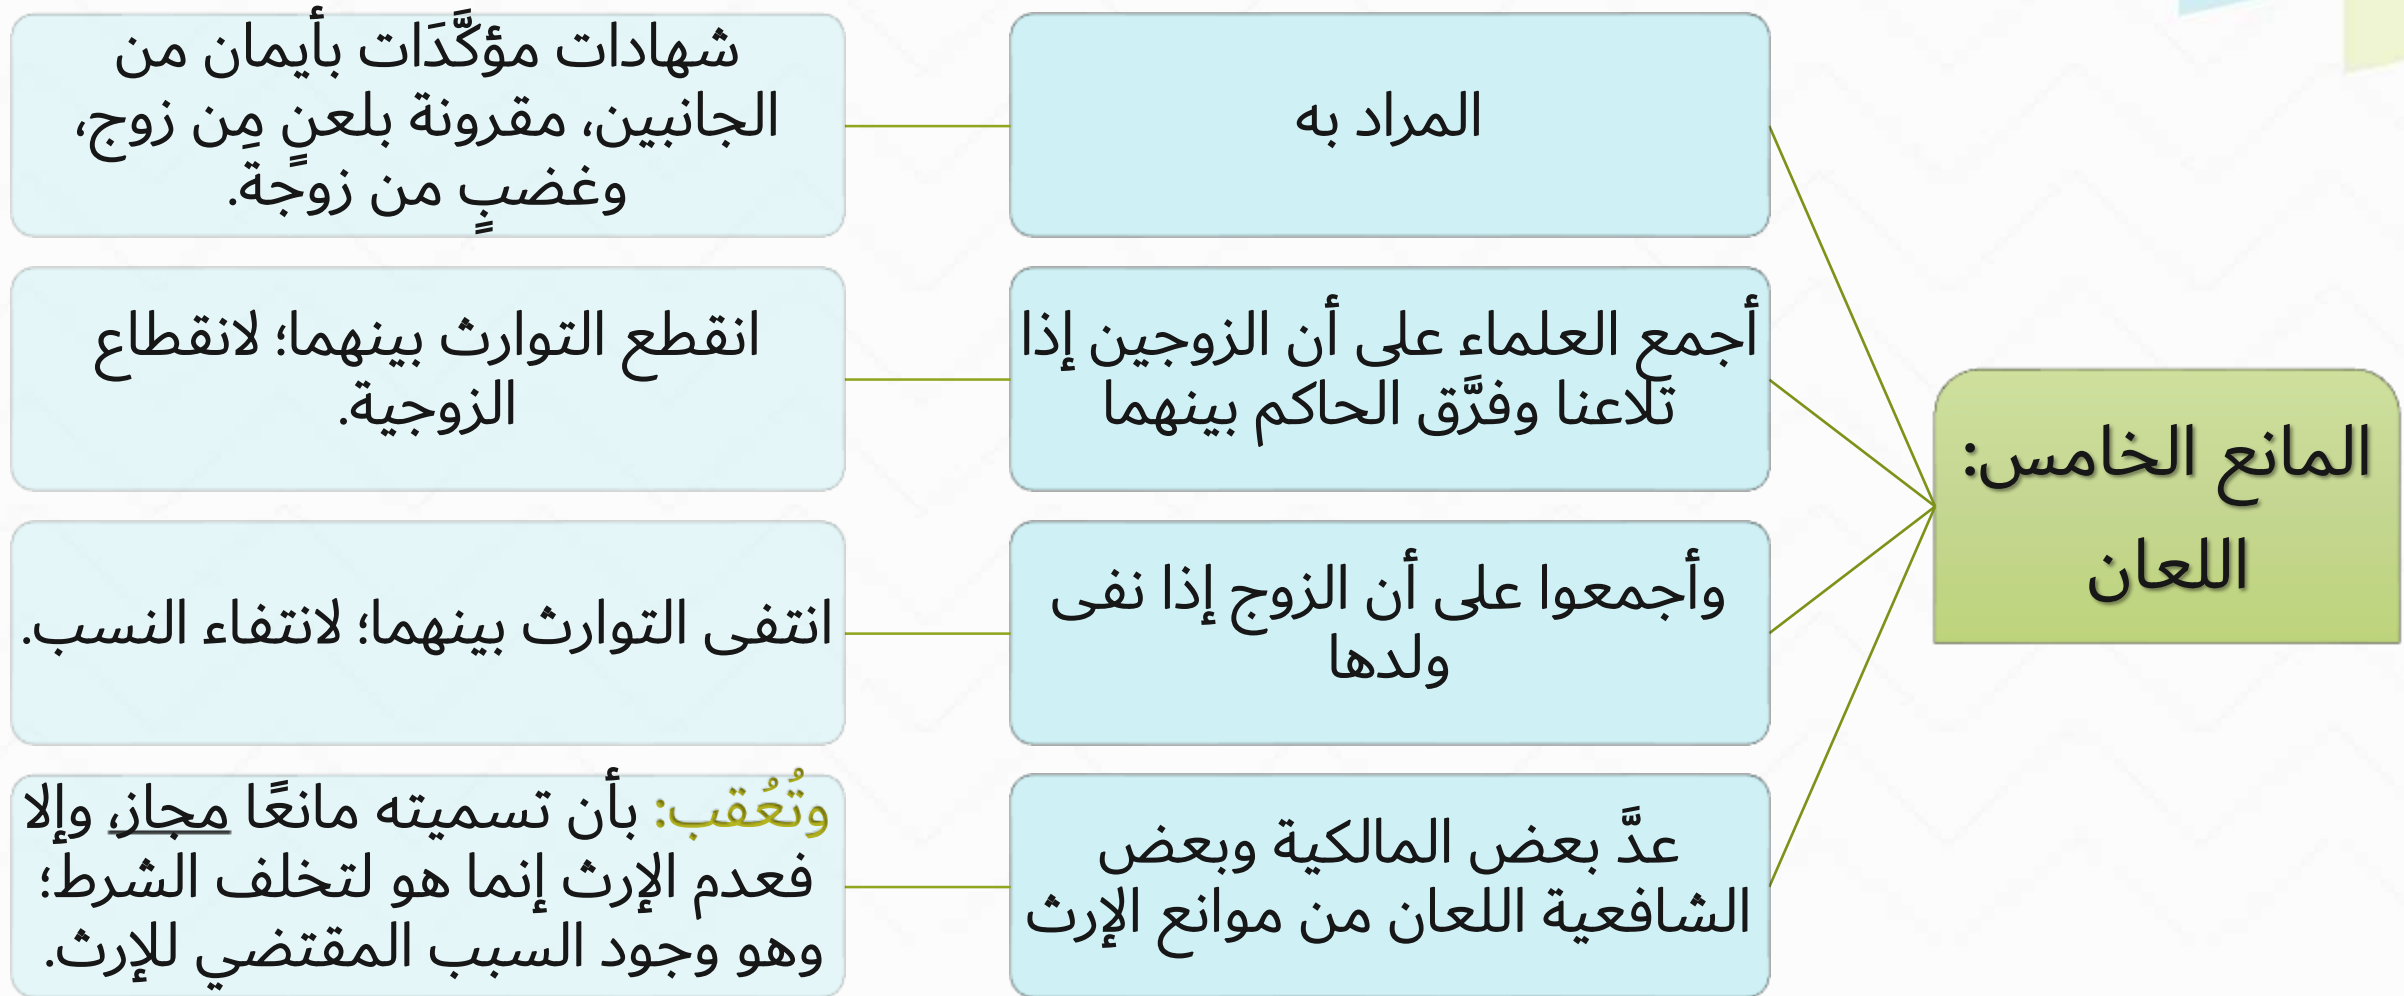 المانع الخامس:
اللعان
المراد به
شهادات مؤكَّدَات بأيمان من
الجانبين، مقرونة بلعنٍ مِن زوج،
وغضبٍ من زوجَة.
أجمع العلماء على أن الزوجين إذا
تلاعنا وفرَّق الحاكم بينهما
انقطع التوارث بينهما؛ لانقطاع
الزوجية.
وأجمعوا على أن الزوج إذا نفى
ولدها
انتفى التوارث بينهما؛ لانتفاء النسب.
عدَّ بعض المالكية وبعض
الشافعية اللعان من موانع الإرث
وتُعُقب: بأن تسميته مانعًا مجاز، وإلا
فعدم الإرث إنما هو لتخلف الشرط؛
وهو وجود السبب المقتضي للإرث.